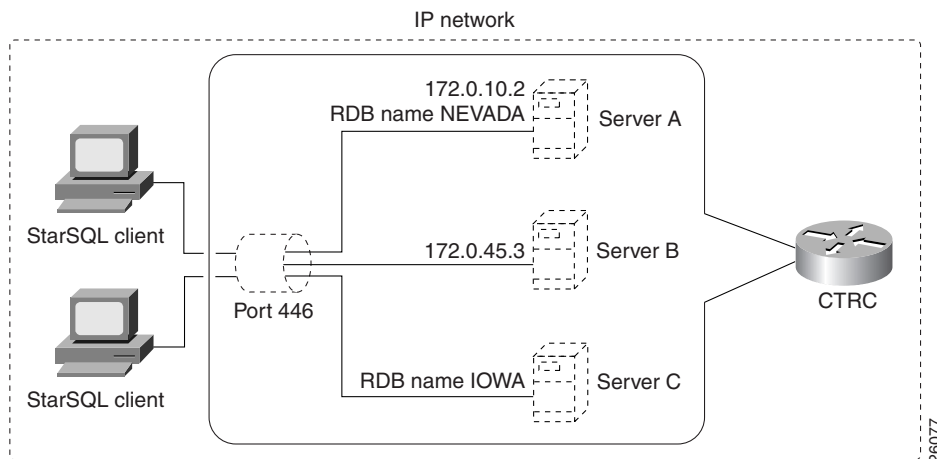 IP network
172.0.10.2
RDB name NEVADA
Server A
StarSQL client
172.0.45.3
Server B
Port 446
CTRC
RDB name IOWA
Server C
StarSQL client
26077